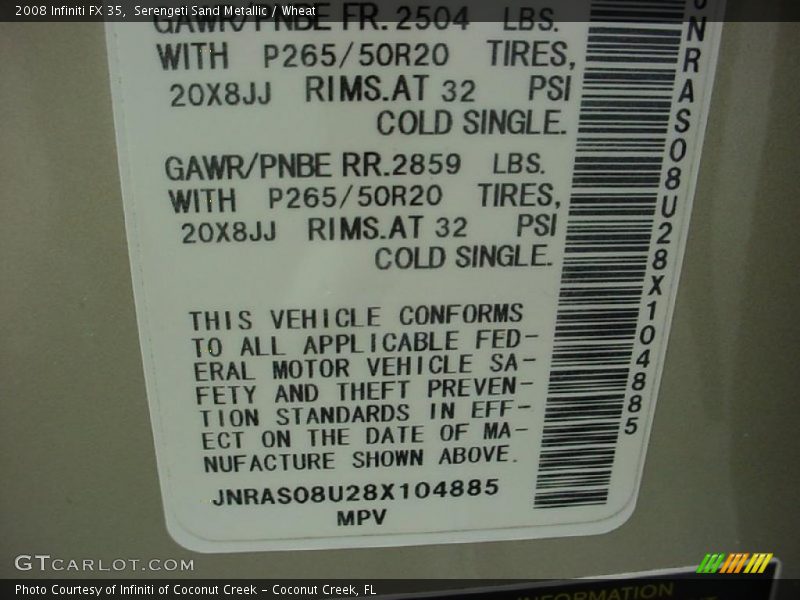 2008 Infiniti FX 35, Serengeti Sand Metallic / Wheat
GAWR/PNBE FR. 2504 LBS.
WITH P265/50R20 TIRES,
20X8JJ RIMS.AT 32 PSI
COLD SINGLE.
GAWR/PNBE RR. 2859 LBS.
WITH P265/50R20 TIRES,
20X8JJ RIMS.AT 32 PSI
COLD SINGLE.
THIS VEHICLE CONFORMS
TO ALL APPLICABLE FED-
ERAL MOTOR VEHICLE SA-
FETY AND THEFT PREVEN-
TION STANDARDS IN EFF-
ECT ON THE DATE OF MA-
NUFACTURE SHOWN ABOVE.
JNRAS08U28X104885
MPV
JNRAS08U28X104885
GTCARLOT.COM
INFORMATION
Photo Courtesy of Infiniti of Coconut Creek - Coconut Creek, FL